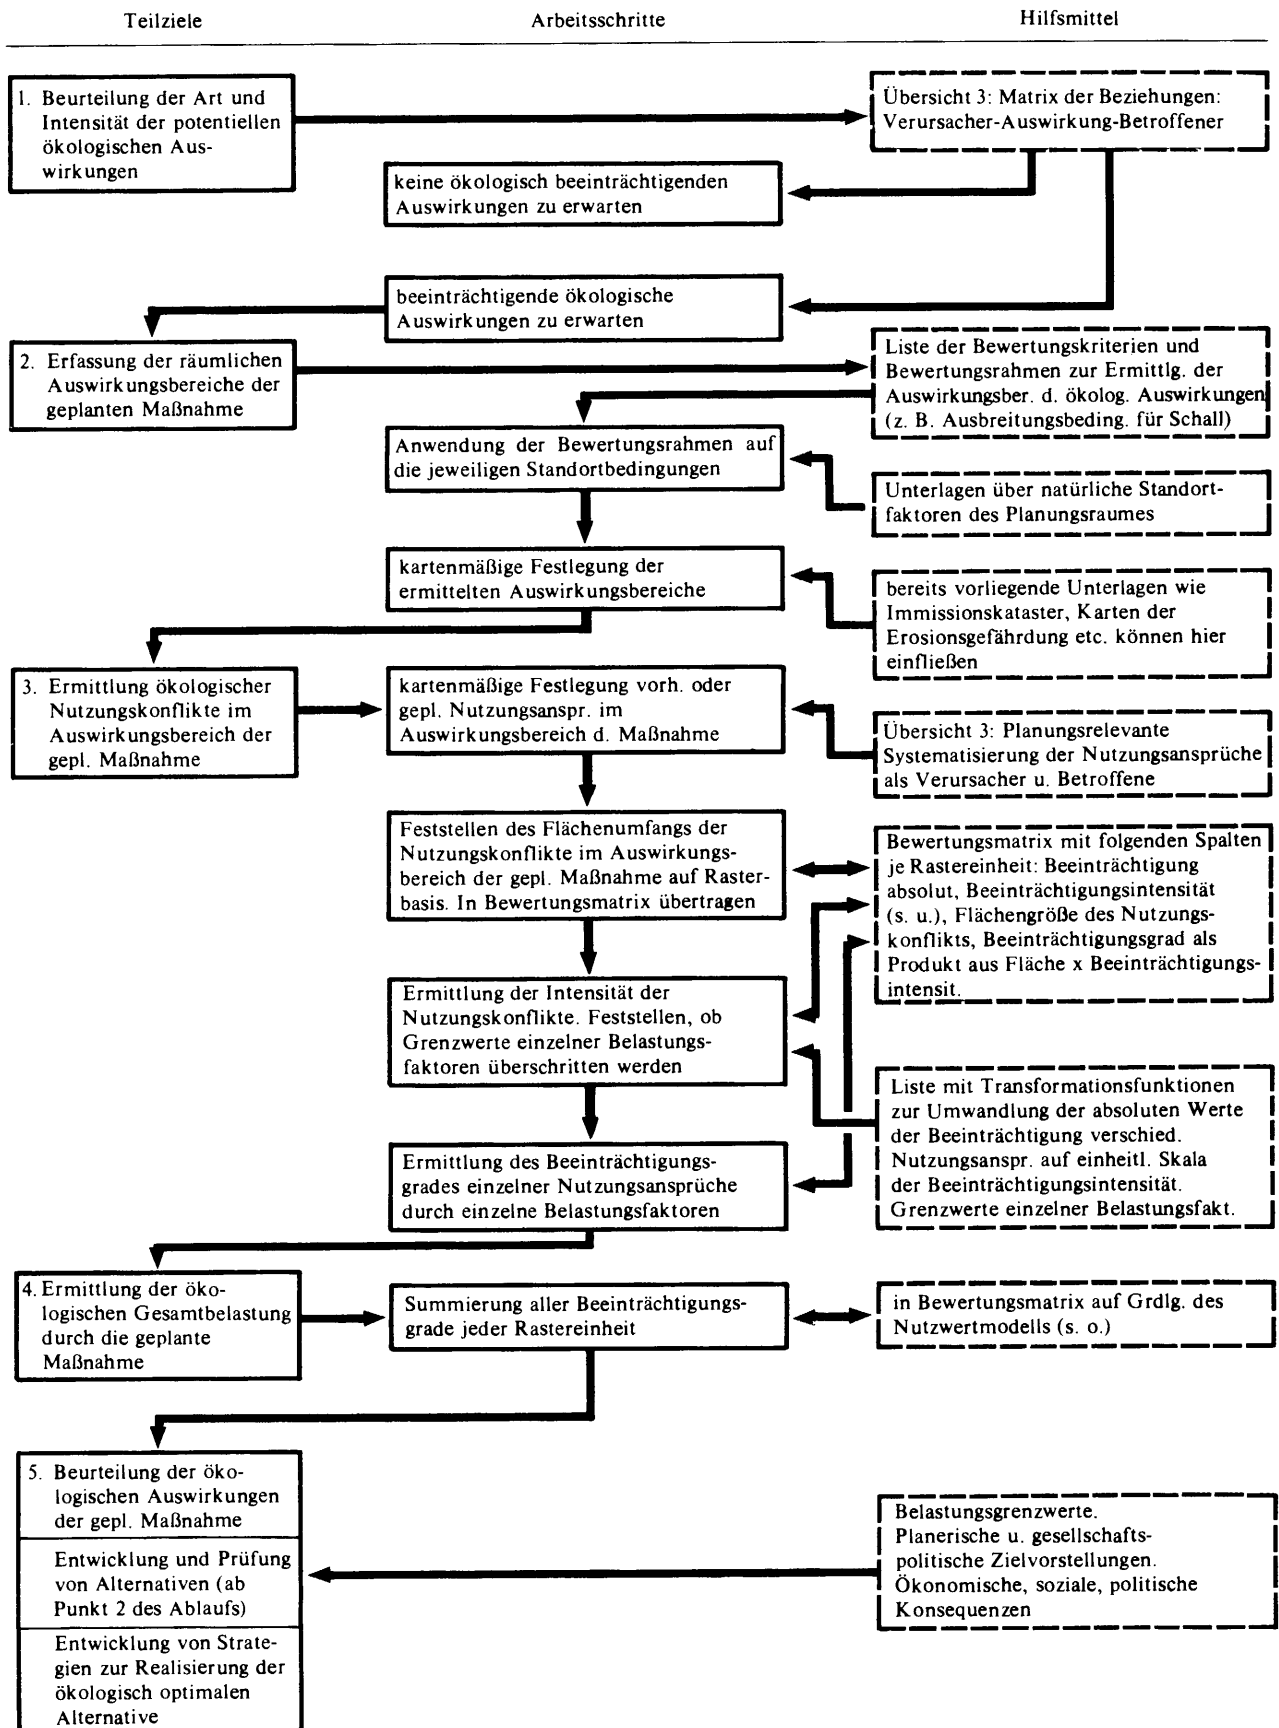 Teilziele
Arbeitsschritte
Hilfsmittel
1. Beurteilung der Art und
Intensität der potentiellen
ökologischen Aus-
wirkungen
Übersicht 3: Matrix der Beziehungen:
Verursacher-Auswirkung-Betroffener
keine ökologisch beeinträchtigenden
Auswirkungen zu erwarten
beeinträchtigende ökologische
Auswirkungen zu erwarten
2. Erfassung der räumlichen
Auswirkungsbereiche der
geplanten Maßnahme
Liste der Bewertungskriterien und
Bewertungsrahmen zur Ermittlg. der
Auswirkungsber. d. ökolog. Auswirkungen
(z. B. Ausbreitungsbeding. für Schall)
Anwendung der Bewertungsrahmen auf
die jeweiligen Standortbedingungen
Unterlagen über natürliche Standort-
faktoren des Planungsraumes
kartenmäßige Festlegung der
ermittelten Auswirkungsbereiche
bereits vorliegende Unterlagen wie
Immissionskataster, Karten der
Erosionsgefährdung etc. können hier
einfließen
3. Ermittlung ökologischer
Nutzungskonflikte im
Auswirkungsbereich der
gepl. Maßnahme
kartenmäßige Festlegung vorh. oder
gepl. Nutzungsanspr. im
Auswirkungsbereich d. Maßnahme
Übersicht 3: Planungsrelevante
Systematisierung der Nutzungsansprüche
als Verursacher u. Betroffene
Feststellen des Flächenumfangs der
Nutzungskonflikte im Auswirkungs-
bereich der gepl. Maßnahme auf Raster-
basis. In Bewertungsmatrix übertragen
Bewertungsmatrix mit folgenden Spalten
je Rastereinheit: Beeinträchtigung
absolut, Beeinträchtigungsintensität
(s. u.), Flächengröße des Nutzungs-
konflikts, Beeinträchtigungsgrad als
Produkt aus Fläche x Beeinträchtigungs-
intensit.
Ermittlung der Intensität der
Nutzungskonflikte. Feststellen, ob
Grenzwerte einzelner Belastungs-
faktoren überschritten werden
Liste mit Transformationsfunktionen
zur Umwandlung der absoluten Werte
der Beeinträchtigung verschied.
Nutzungsanspr. auf einheitl. Skala
der Beeinträchtigungsintensität.
Grenzwerte einzelner Belastungsfakt.
Ermittlung des Beeinträchtigungs-
grades einzelner Nutzungsansprüche
durch einzelne Belastungsfaktoren
4. Ermittlung der öko-
logischen Gesamtbelastung
durch die geplante
Maßnahme
Summierung aller Beeinträchtigungs-
grade jeder Rastereinheit
in Bewertungsmatrix auf Grdlg. des
Nutzwertmodells (s. o.)
5. Beurteilung der öko-
logischen Auswirkungen
der gepl. Maßnahme
Entwicklung und Prüfung
von Alternativen (ab
Punkt 2 des Ablaufs)
Entwicklung von Strate-
gien zur Realisierung der
ökologisch optimalen
Alternative
Belastungsgrenzwerte.
Planerische u. gesellschafts-
politische Zielvorstellungen.
Ökonomische, soziale, politische
Konsequenzen